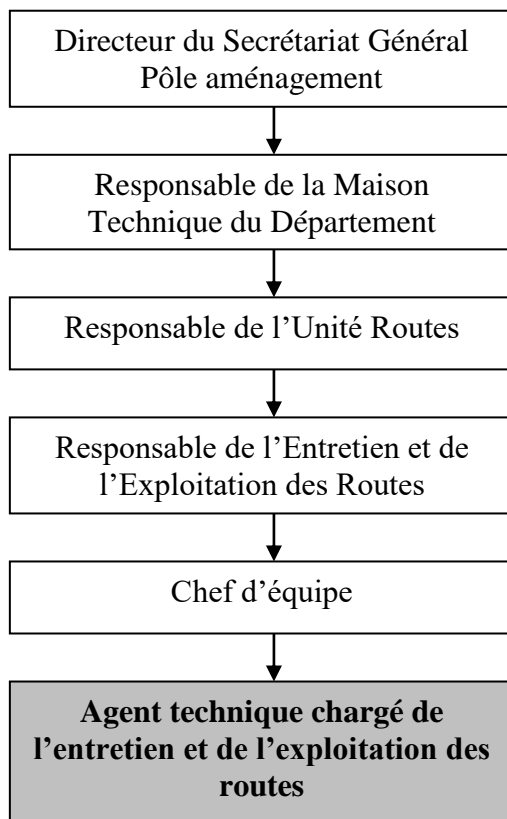 Directeur du Secrétariat Général
Pôle aménagement
Responsable de la Maison
Technique du Département
Responsable de l’Unité Routes
Responsable de l’Entretien et de
l’Exploitation des Routes
Chef d’équipe
Agent technique chargé de
l’entretien et de l’exploitation des
routes